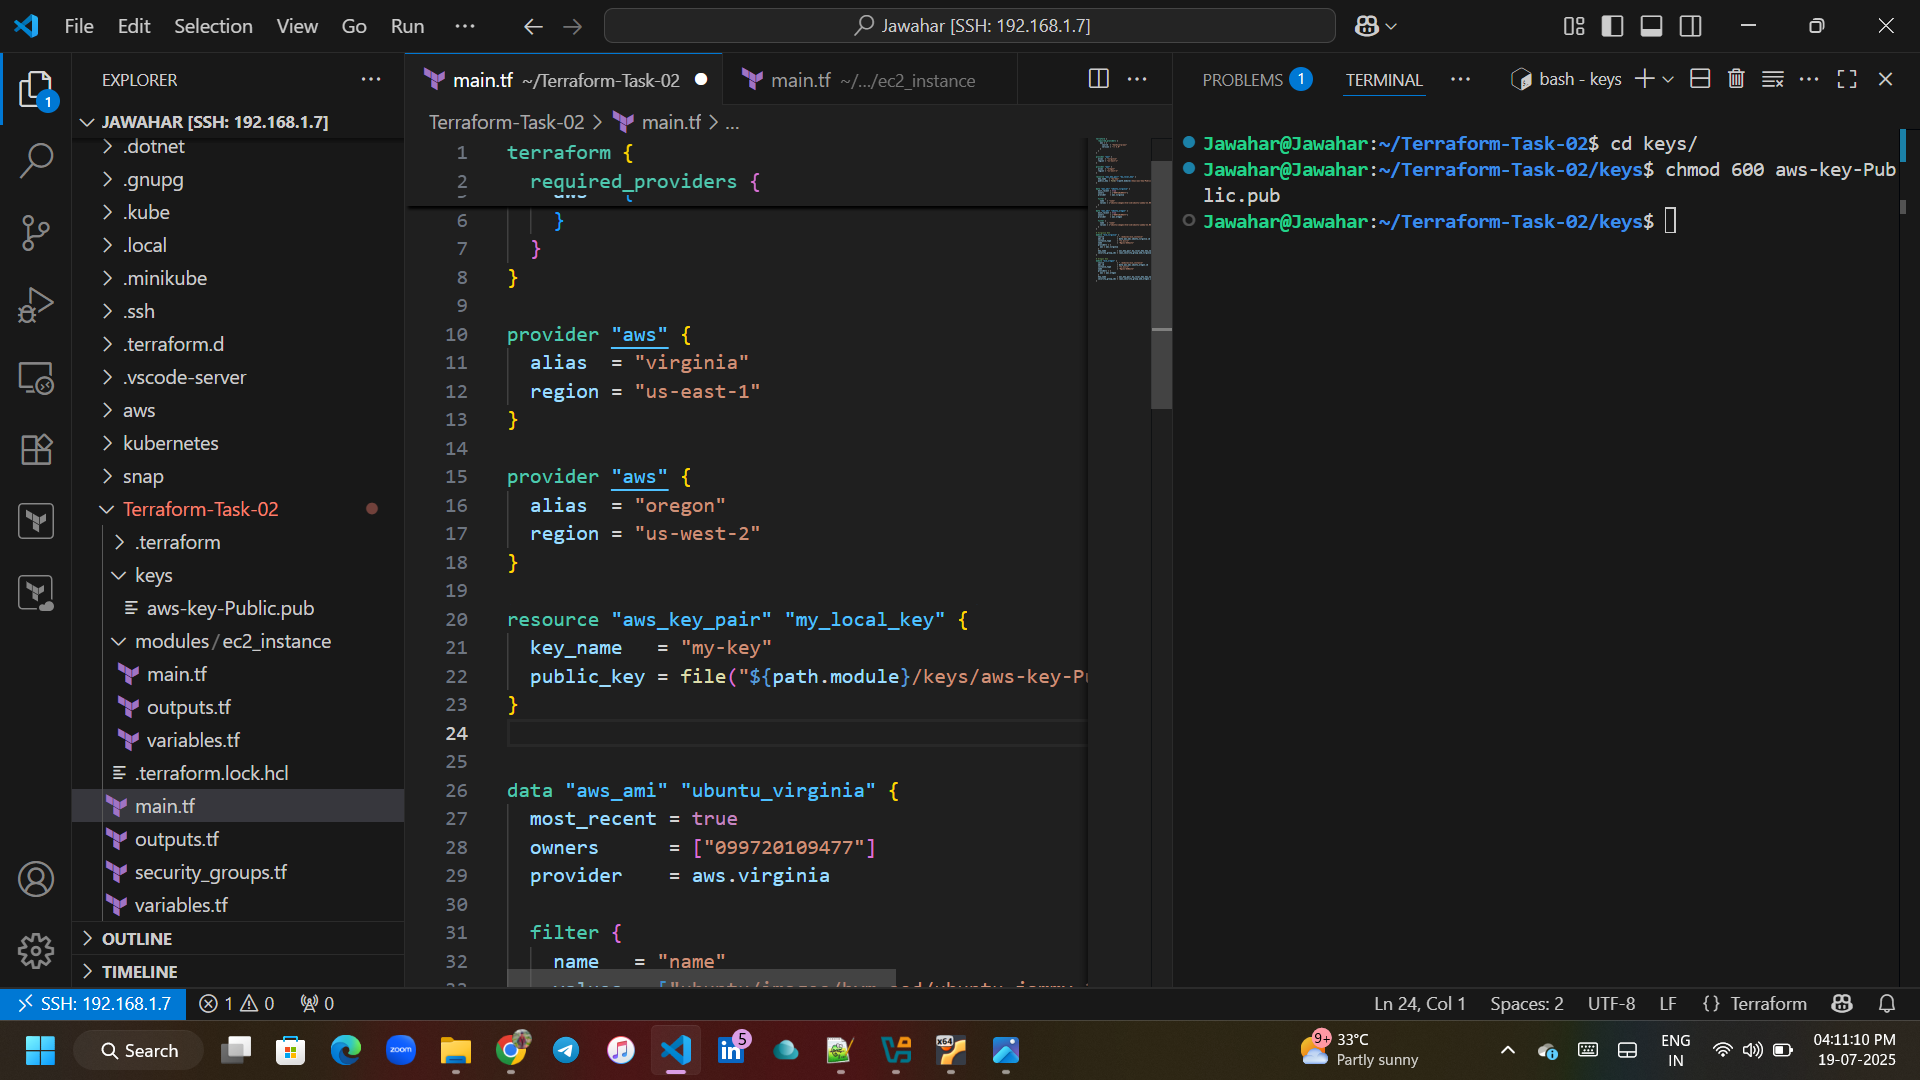 File Edit Selection View Go Run ··· Jawahar [SSH: 192.168.1.7]
EXPLORER
JAWAHAR [SSH: 192.168.1.7]
.dotnet
.gnupg
.kube
.local
.minikube
.ssh
.terraform.d
.vscode-server
aws
kubernetes
snap
Terraform-Task-02
.terraform
keys
aws-key-Public.pub
modules/ec2_instance
main.tf
outputs.tf
variables.tf
.terraform.lock.hcl
main.tf
outputs.tf
security_groups.tf
variables.tf
OUTLINE
TIMELINE
1
main.tf ~/Terraform-Task-02
main.tf ~/.../ec2_instance
Terraform-Task-02 > main.tf > ...
1 terraform {
2 required_providers {
6 }
7 }
8 }
9
10 provider "aws" {
11 alias = "virginia"
12 region = "us-east-1"
13 }
14
15 provider "aws" {
16 alias = "oregon"
17 region = "us-west-2"
18 }
19
20 resource "aws_key_pair" "my_local_key" {
21 key_name = "my-key"
22 public_key = file("${path.module}/keys/aws-key-Pu
23 }
24
25
26 data "aws_ami" "ubuntu_virginia" {
27 most_recent = true
28 owners = ["099720109477"]
29 provider = aws.virginia
30
31 filter {
32 name = "name"
PROBLEMS 1 TERMINAL ··· bash - keys
Jawahar@Jawahar:~/Terraform-Task-02$ cd keys/
Jawahar@Jawahar:~/Terraform-Task-02/keys$ chmod 600 aws-key-Pub
lic.pub
Jawahar@Jawahar:~/Terraform-Task-02/keys$
SSH: 192.168.1.7 1 0 0 Ln 24, Col 1 Spaces: 2 UTF-8 LF {} Terraform
Search
zoom
5
x64
9+
33°C
Partly sunny
ENG
IN
04:11:10 PM
19-07-2025